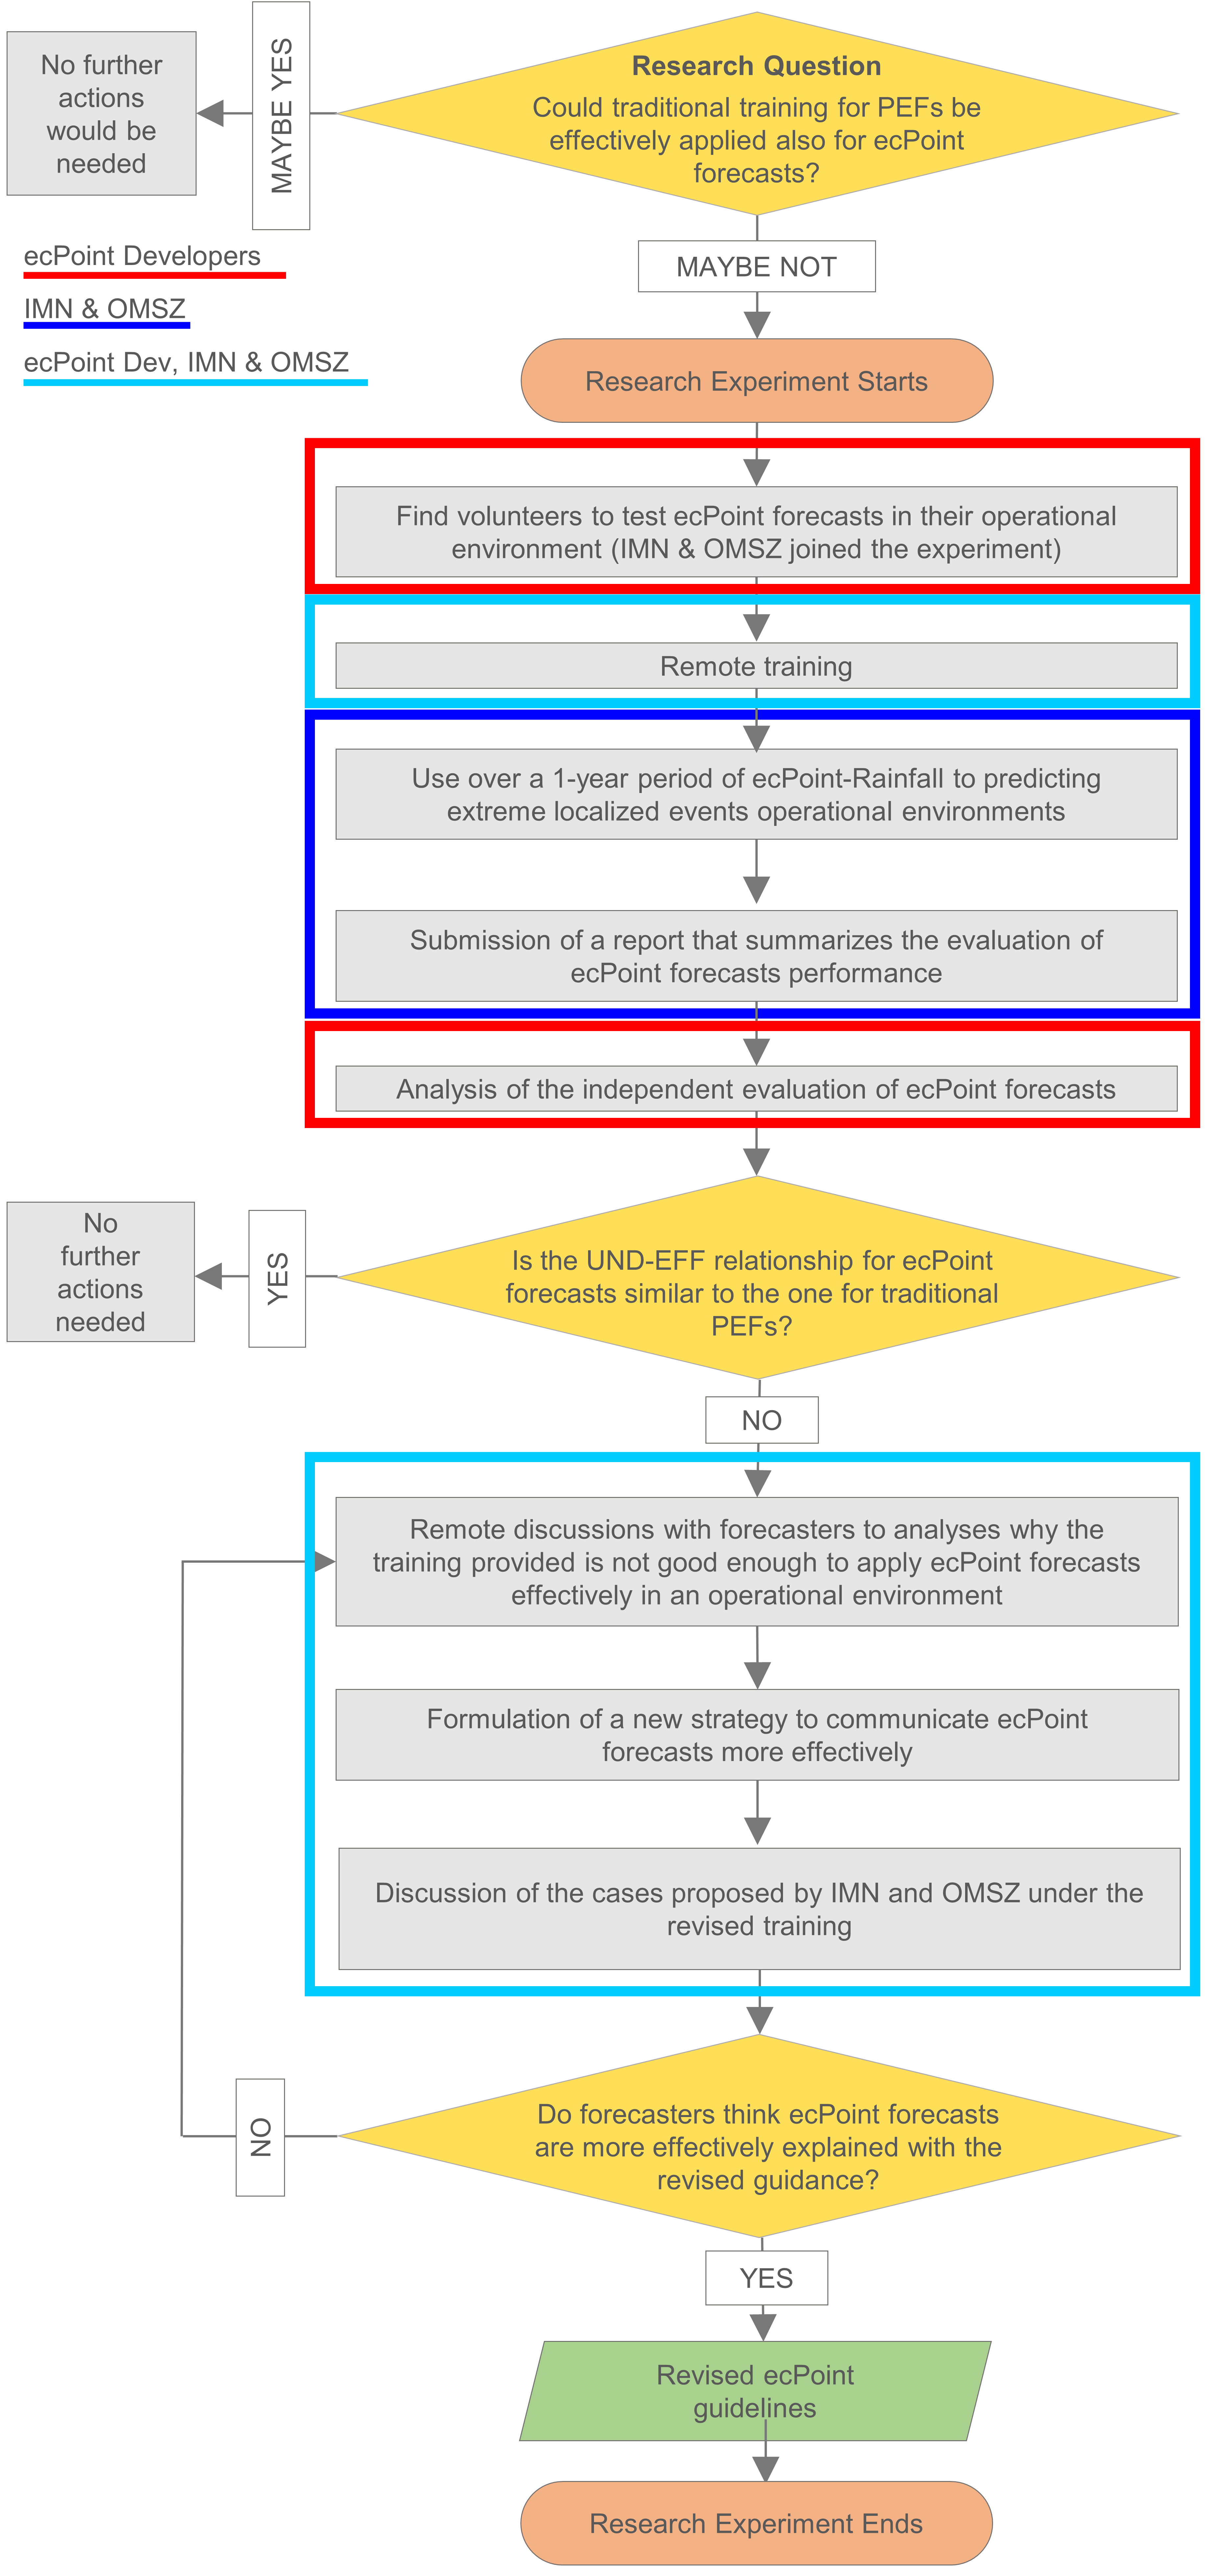 No further
actions
would be
needed
MAYBE YES
Research Question
Could traditional training for PEFs be
effectively applied also for ecPoint
forecasts?
MAYBE NOT
ecPoint Developers
IMN & OMSZ
ecPoint Dev, IMN & OMSZ
Research Experiment Starts
Find volunteers to test ecPoint forecasts in their operational
environment (IMN & OMSZ joined the experiment)
Remote training
Use over a 1-year period of ecPoint-Rainfall to predicting
extreme localized events operational environments
Submission of a report that summarizes the evaluation of
ecPoint forecasts performance
Analysis of the independent evaluation of ecPoint forecasts
No
further
actions
needed
YES
Is the UND-EFF relationship for ecPoint
forecasts similar to the one for traditional
PEFs?
NO
Remote discussions with forecasters to analyses why the
training provided is not good enough to apply ecPoint forecasts
effectively in an operational environment
Formulation of a new strategy to communicate ecPoint
forecasts more effectively
Discussion of the cases proposed by IMN and OMSZ under the
revised training
NO
Do forecasters think ecPoint forecasts
are more effectively explained with the
revised guidance?
YES
Revised ecPoint
guidelines
Research Experiment Ends